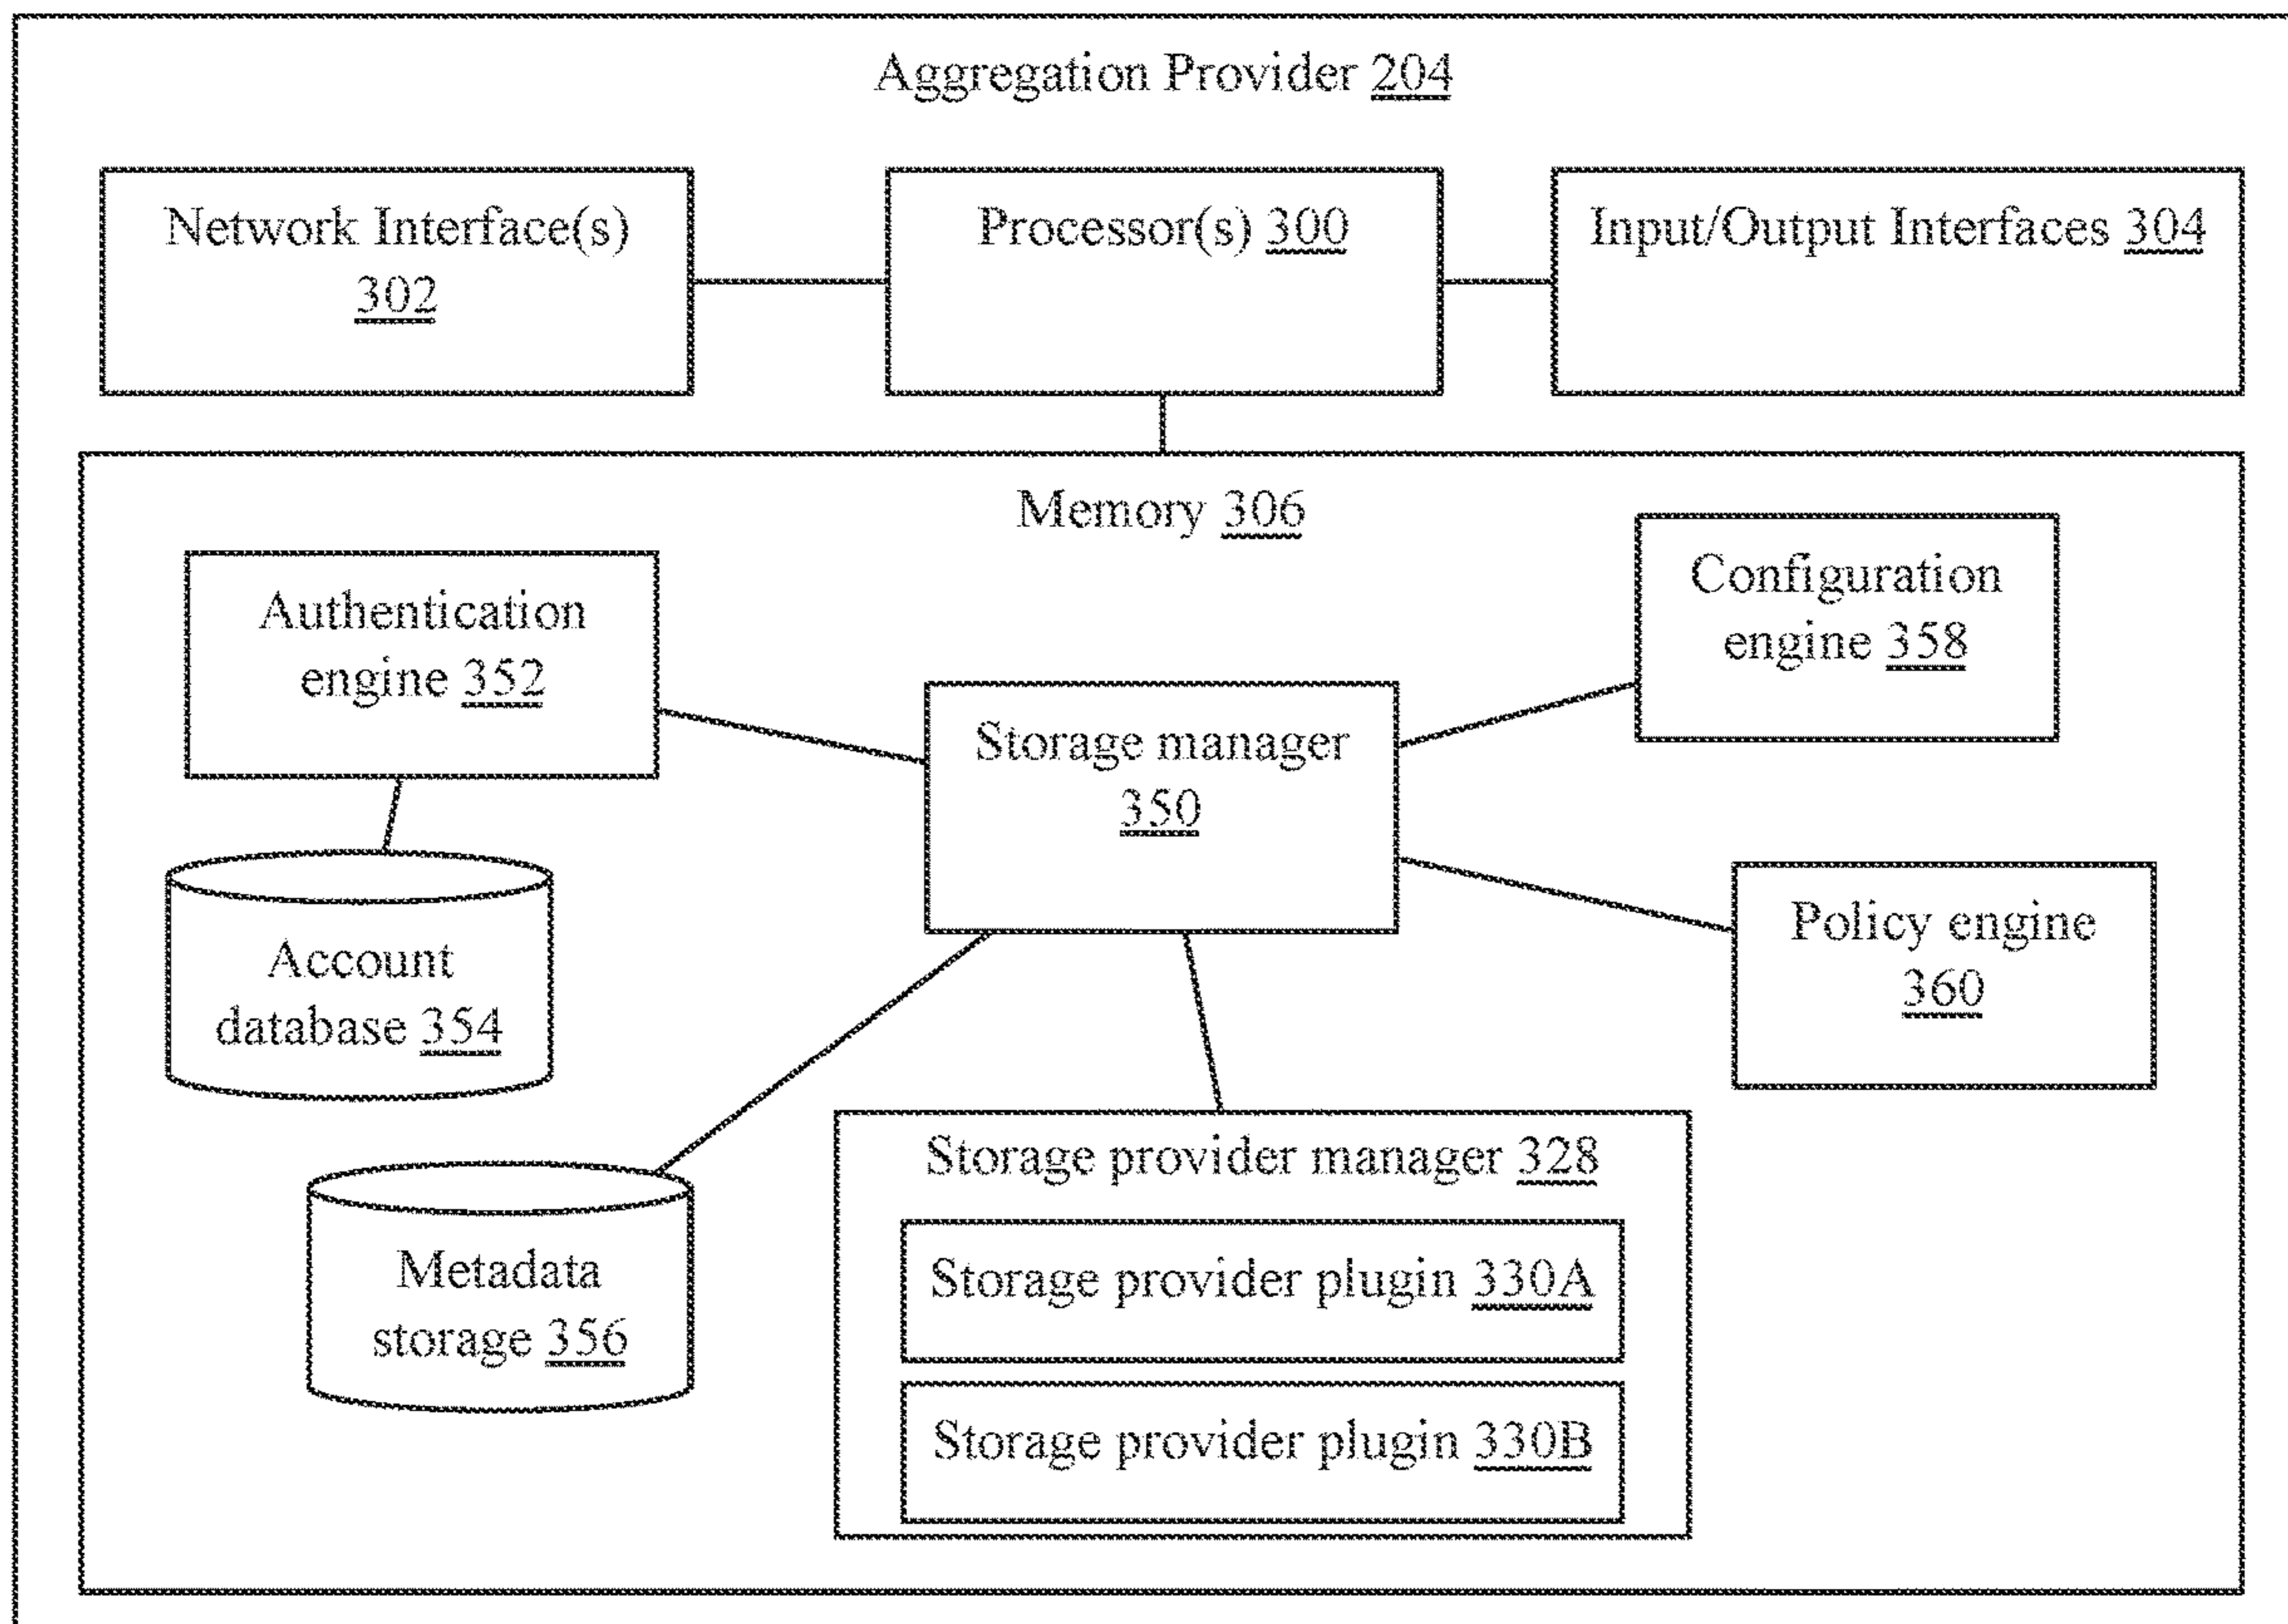 Aggregation Provider 204
Network Interface(s)
302
Processor(s) 300
Input/Output Interfaces 304
Memory 306
Authentication
engine 352
Configuration
engine 358
Storage manager
350
Account
database 354
Policy engine
360
Metadata
storage 356
Storage provider manager 328
Storage provider plugin 330A
Storage provider plugin 330B